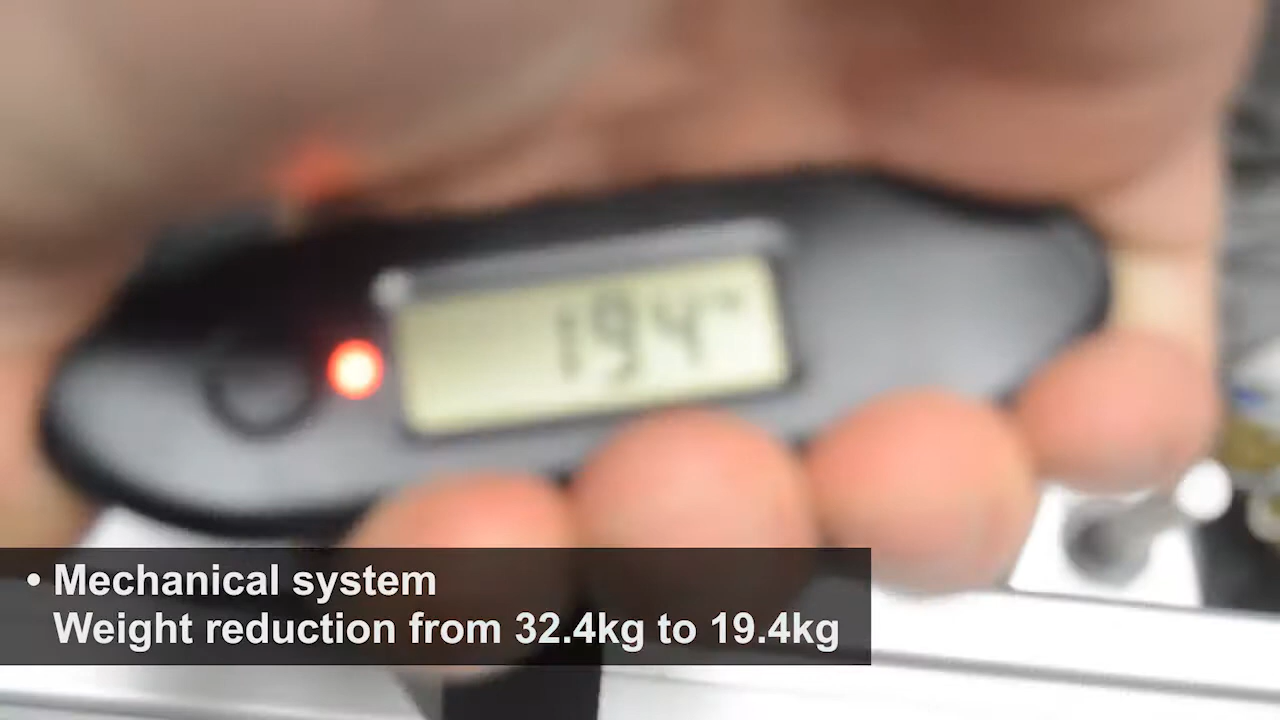 194
• Mechanical system
Weight reduction from 32.4kg to 19.4kg